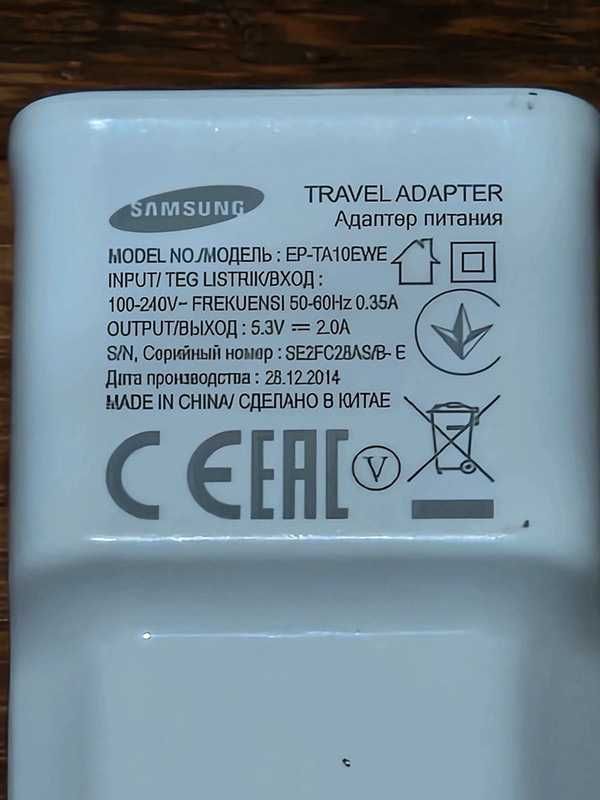 SAMSUNG
TRAVEL ADAPTER
Адаптер питания
MODEL NO./МОДЕЛЬ : EP-TA10EWE
INPUT/ TEG LISTRIK/ВХОД :
100-240V~ FREKUENSI 50-60Hz 0.35A
OUTPUT/ВЫХОД : 5.3V ⎓ 2.0A
S/N, Серийный номер : SE2FC28AS/B- E
Дата производства : 28.12.2014
MADE IN CHINA/ СДЕЛАНО В КИТАЕ
CE EAC V